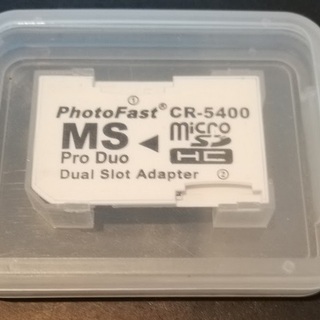 ①
PhotoFast® CR-5400
MS ◀ micro SD HC
Pro Duo
Dual Slot Adapter ②